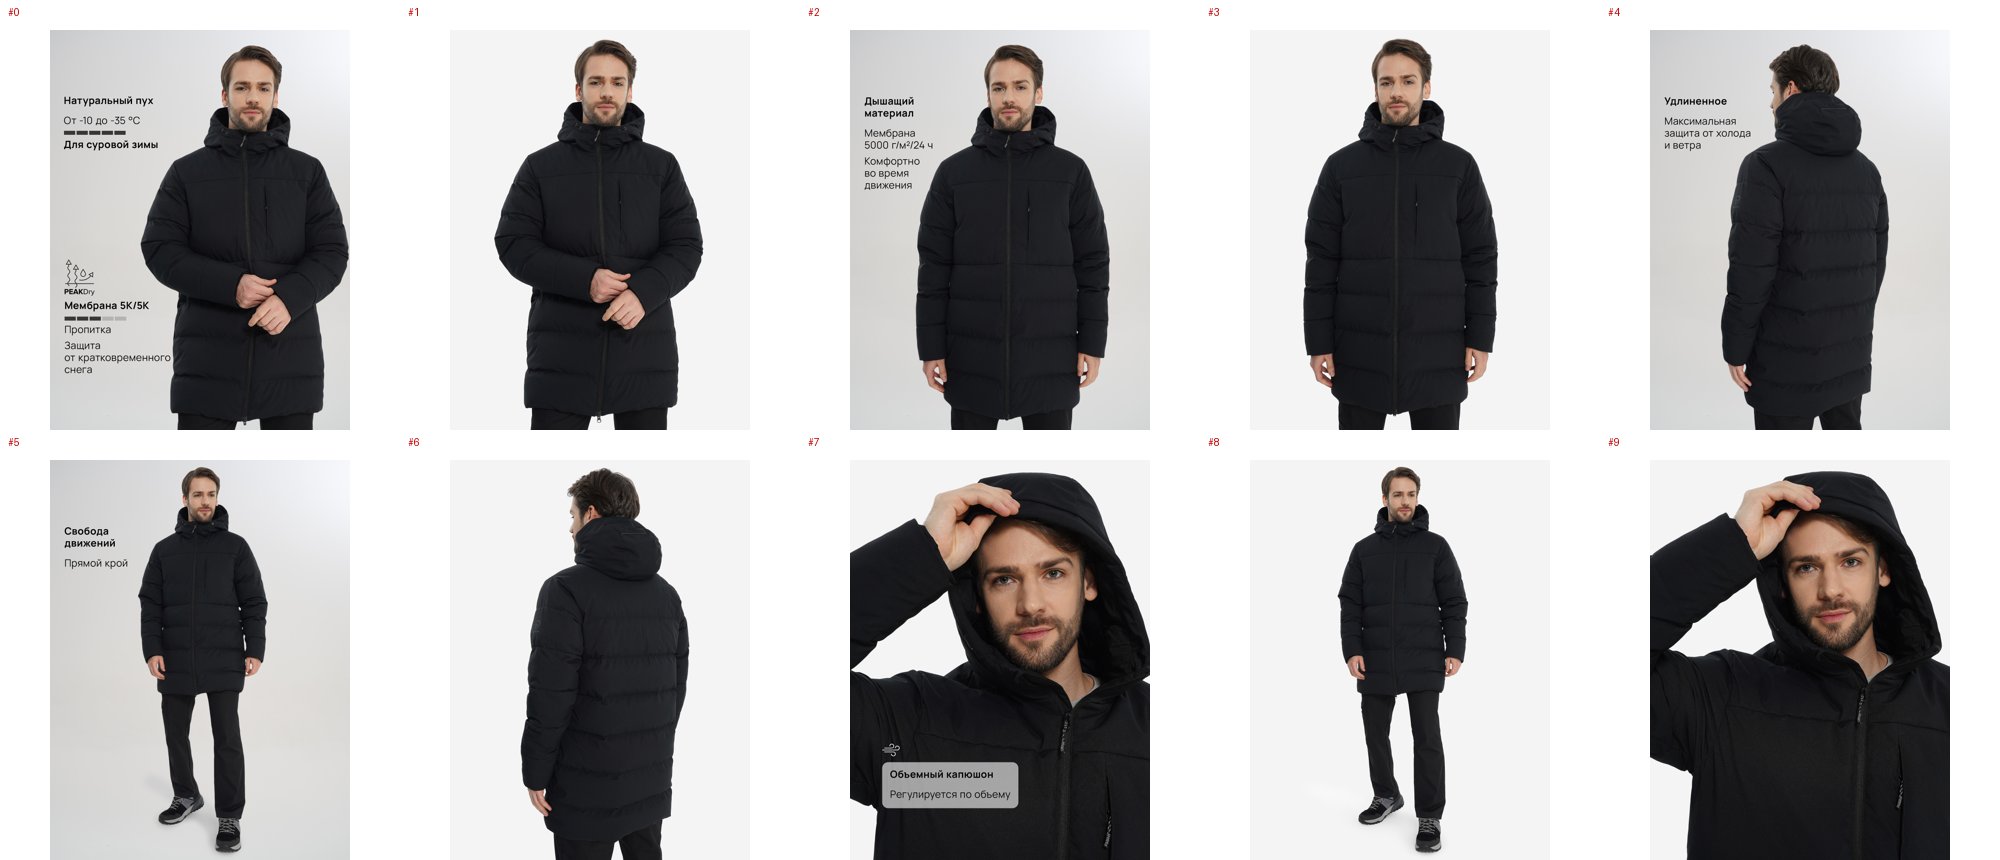 #0
#1
#2
#3
#4
Натуральный пух
От -10 до -35 °C
Для суровой зимы
PEAKDry
Мембрана 5K/5K
Пропитка
Защита
от кратковременного
снега
Дышащий
материал
Мембрана
5000 г/м²/24 ч
Комфортно
во время
движения
Удлиненное
Максимальная
защита от холода
и ветра
#5
#6
#7
#8
#9
Свобода
движений
Прямой крой
Объемный капюшон
Регулируется по объему